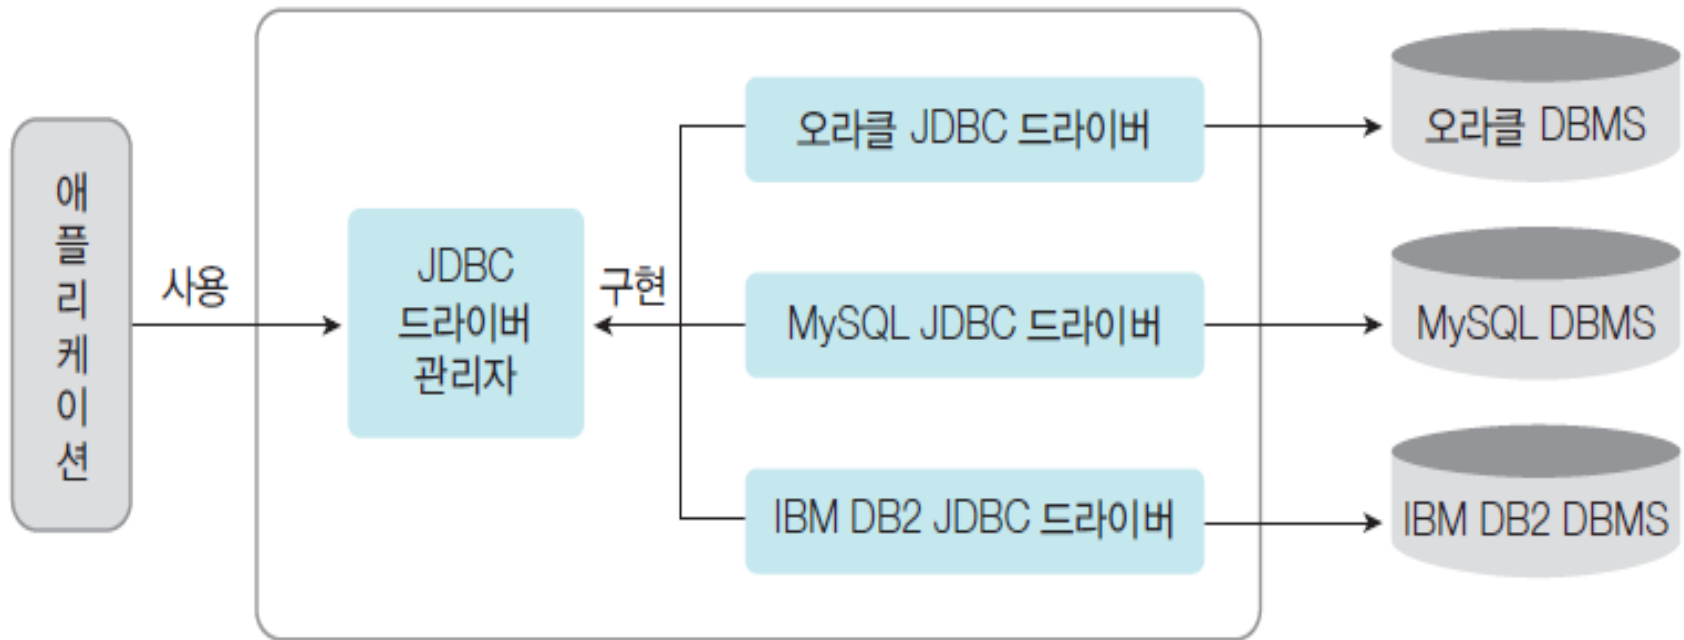 애플리케이션
사용
JDBC
드라이버
관리자
구현
오라클 JDBC 드라이버
MySQL JDBC 드라이버
IBM DB2 JDBC 드라이버
오라클 DBMS
MySQL DBMS
IBM DB2 DBMS